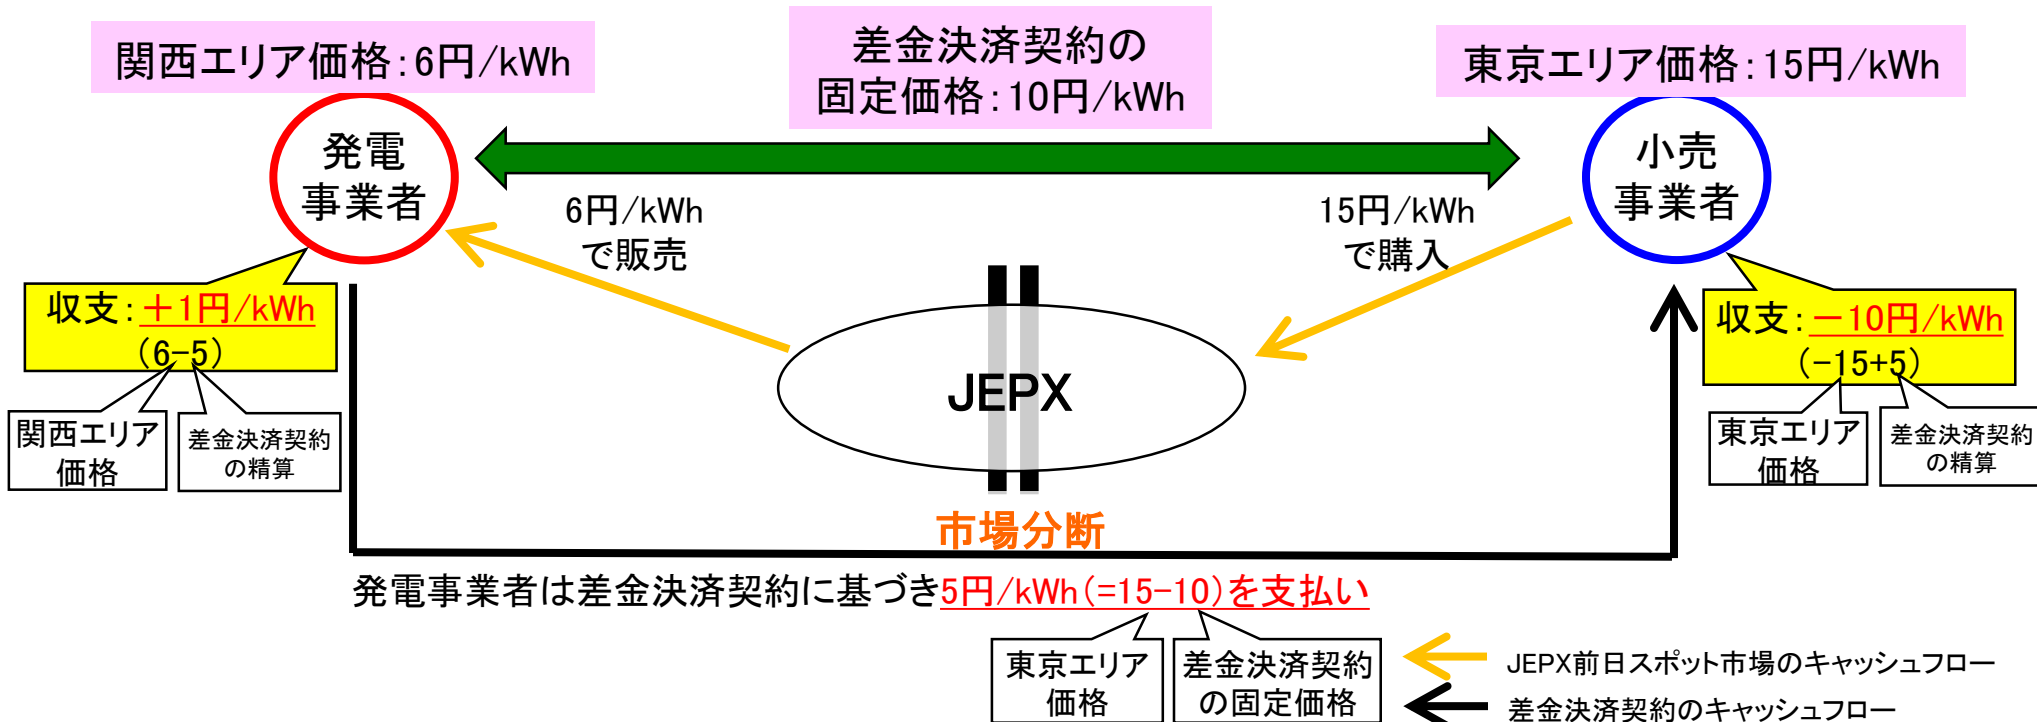 関西エリア価格:6円/kWh
差金決済契約の
固定価格:10円/kWh
東京エリア価格:15円/kWh
発電
事業者
小売
事業者
6円/kWh
で販売
15円/kWh
で購入
収支:+1円/kWh
(6-5)
関西エリア
価格
差金決済契約
の精算
JEPX
収支:-10円/kWh
(-15+5)
東京エリア
価格
差金決済契約
の精算
市場分断
発電事業者は差金決済契約に基づき5円/kWh(=15-10)を支払い
東京エリア
価格
差金決済契約
の固定価格
JEPX前日スポット市場のキャッシュフロー
差金決済契約のキャッシュフロー